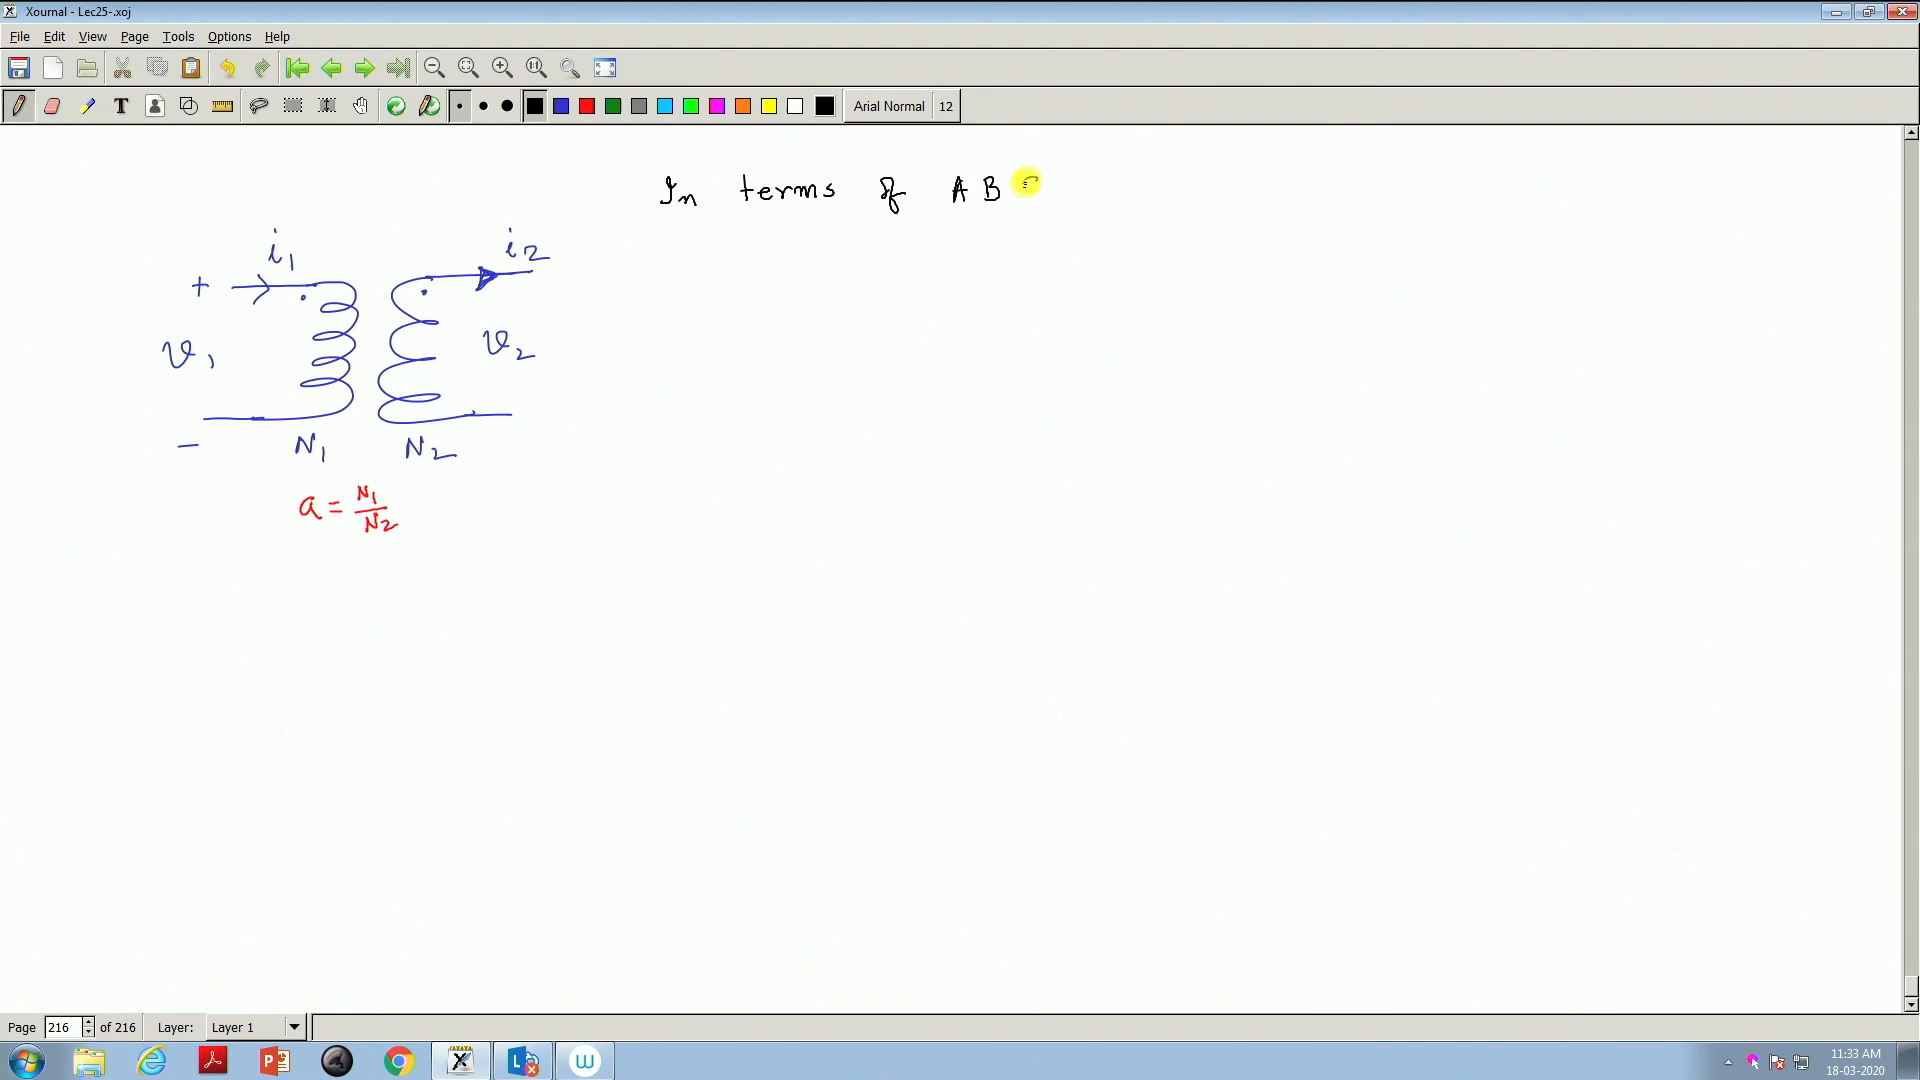 Xournal - Lec25-.xoj
File Edit View Page Tools Options Help
Arial Normal 12
In terms of A B
i1 i2
+
v1 v2
-
N1 N2
a = N1/N2
Page 216 of 216 Layer: Layer 1
11:33 AM
18-03-2020